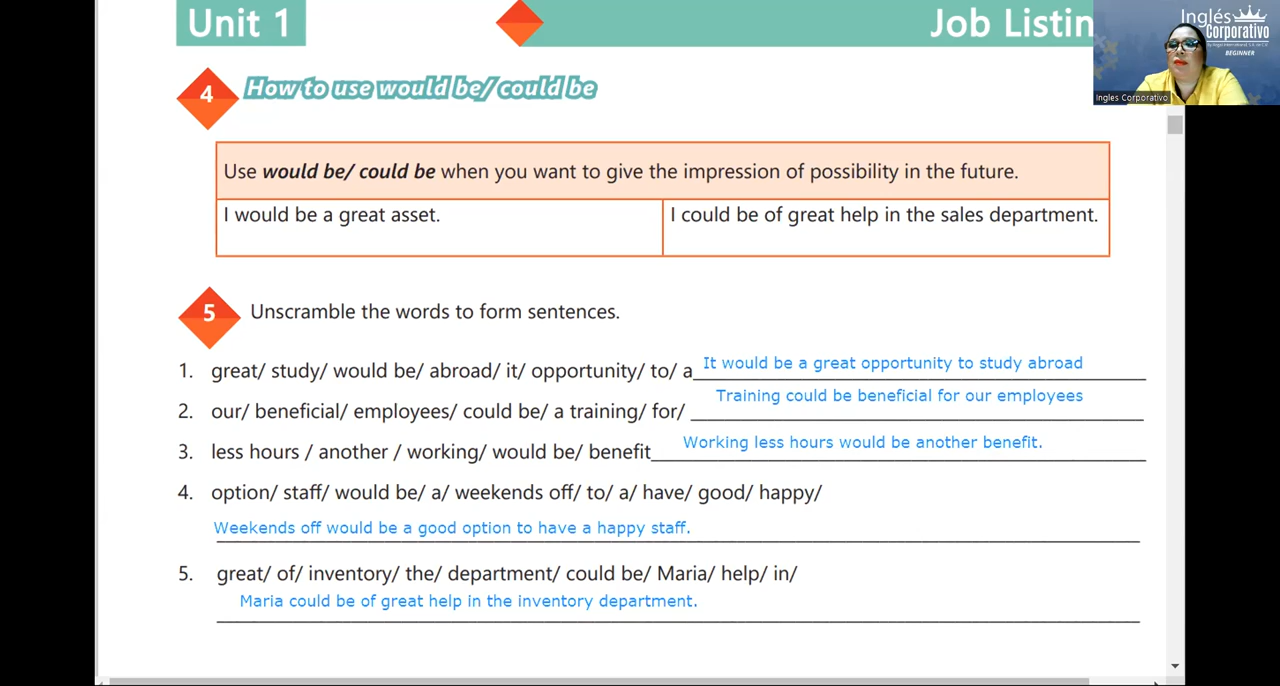 Unit 1
Job Listin
Inglés
Corporativo
BEGINNER
Ingles Corporativo
4 How to use would be/ could be
Use would be/ could be when you want to give the impression of possibility in the future.
I would be a great asset.
I could be of great help in the sales department.
5 Unscramble the words to form sentences.
1. great/ study/ would be/ abroad/ it/ opportunity/ to/ a It would be a great opportunity to study abroad
2. our/ beneficial/ employees/ could be/ a training/ for/ Training could be beneficial for our employees
3. less hours / another / working/ would be/ benefit Working less hours would be another benefit.
4. option/ staff/ would be/ a/ weekends off/ to/ a/ have/ good/ happy/
Weekends off would be a good option to have a happy staff.
5. great/ of/ inventory/ the/ department/ could be/ Maria/ help/ in/
Maria could be of great help in the inventory department.